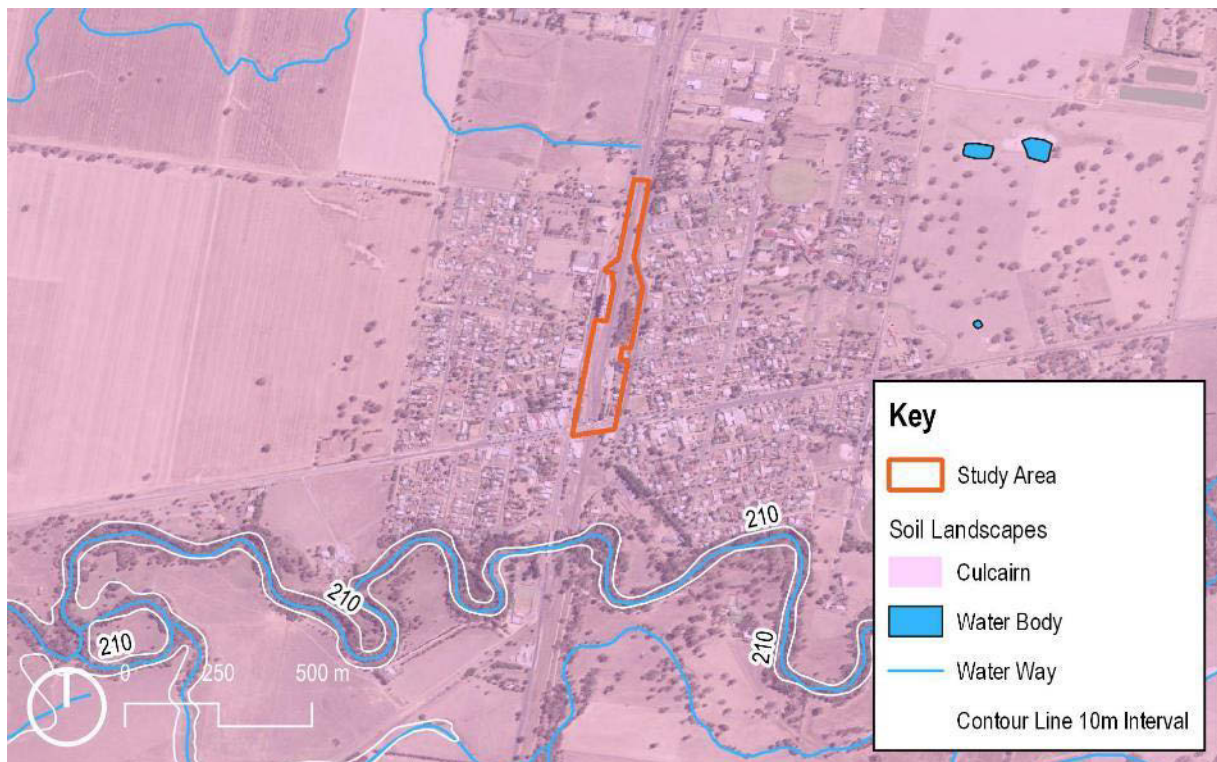 210
210
210
210
0 250 500 m
Key
Study Area
Soil Landscapes
Culcairn
Water Body
Water Way
Contour Line 10m Interval